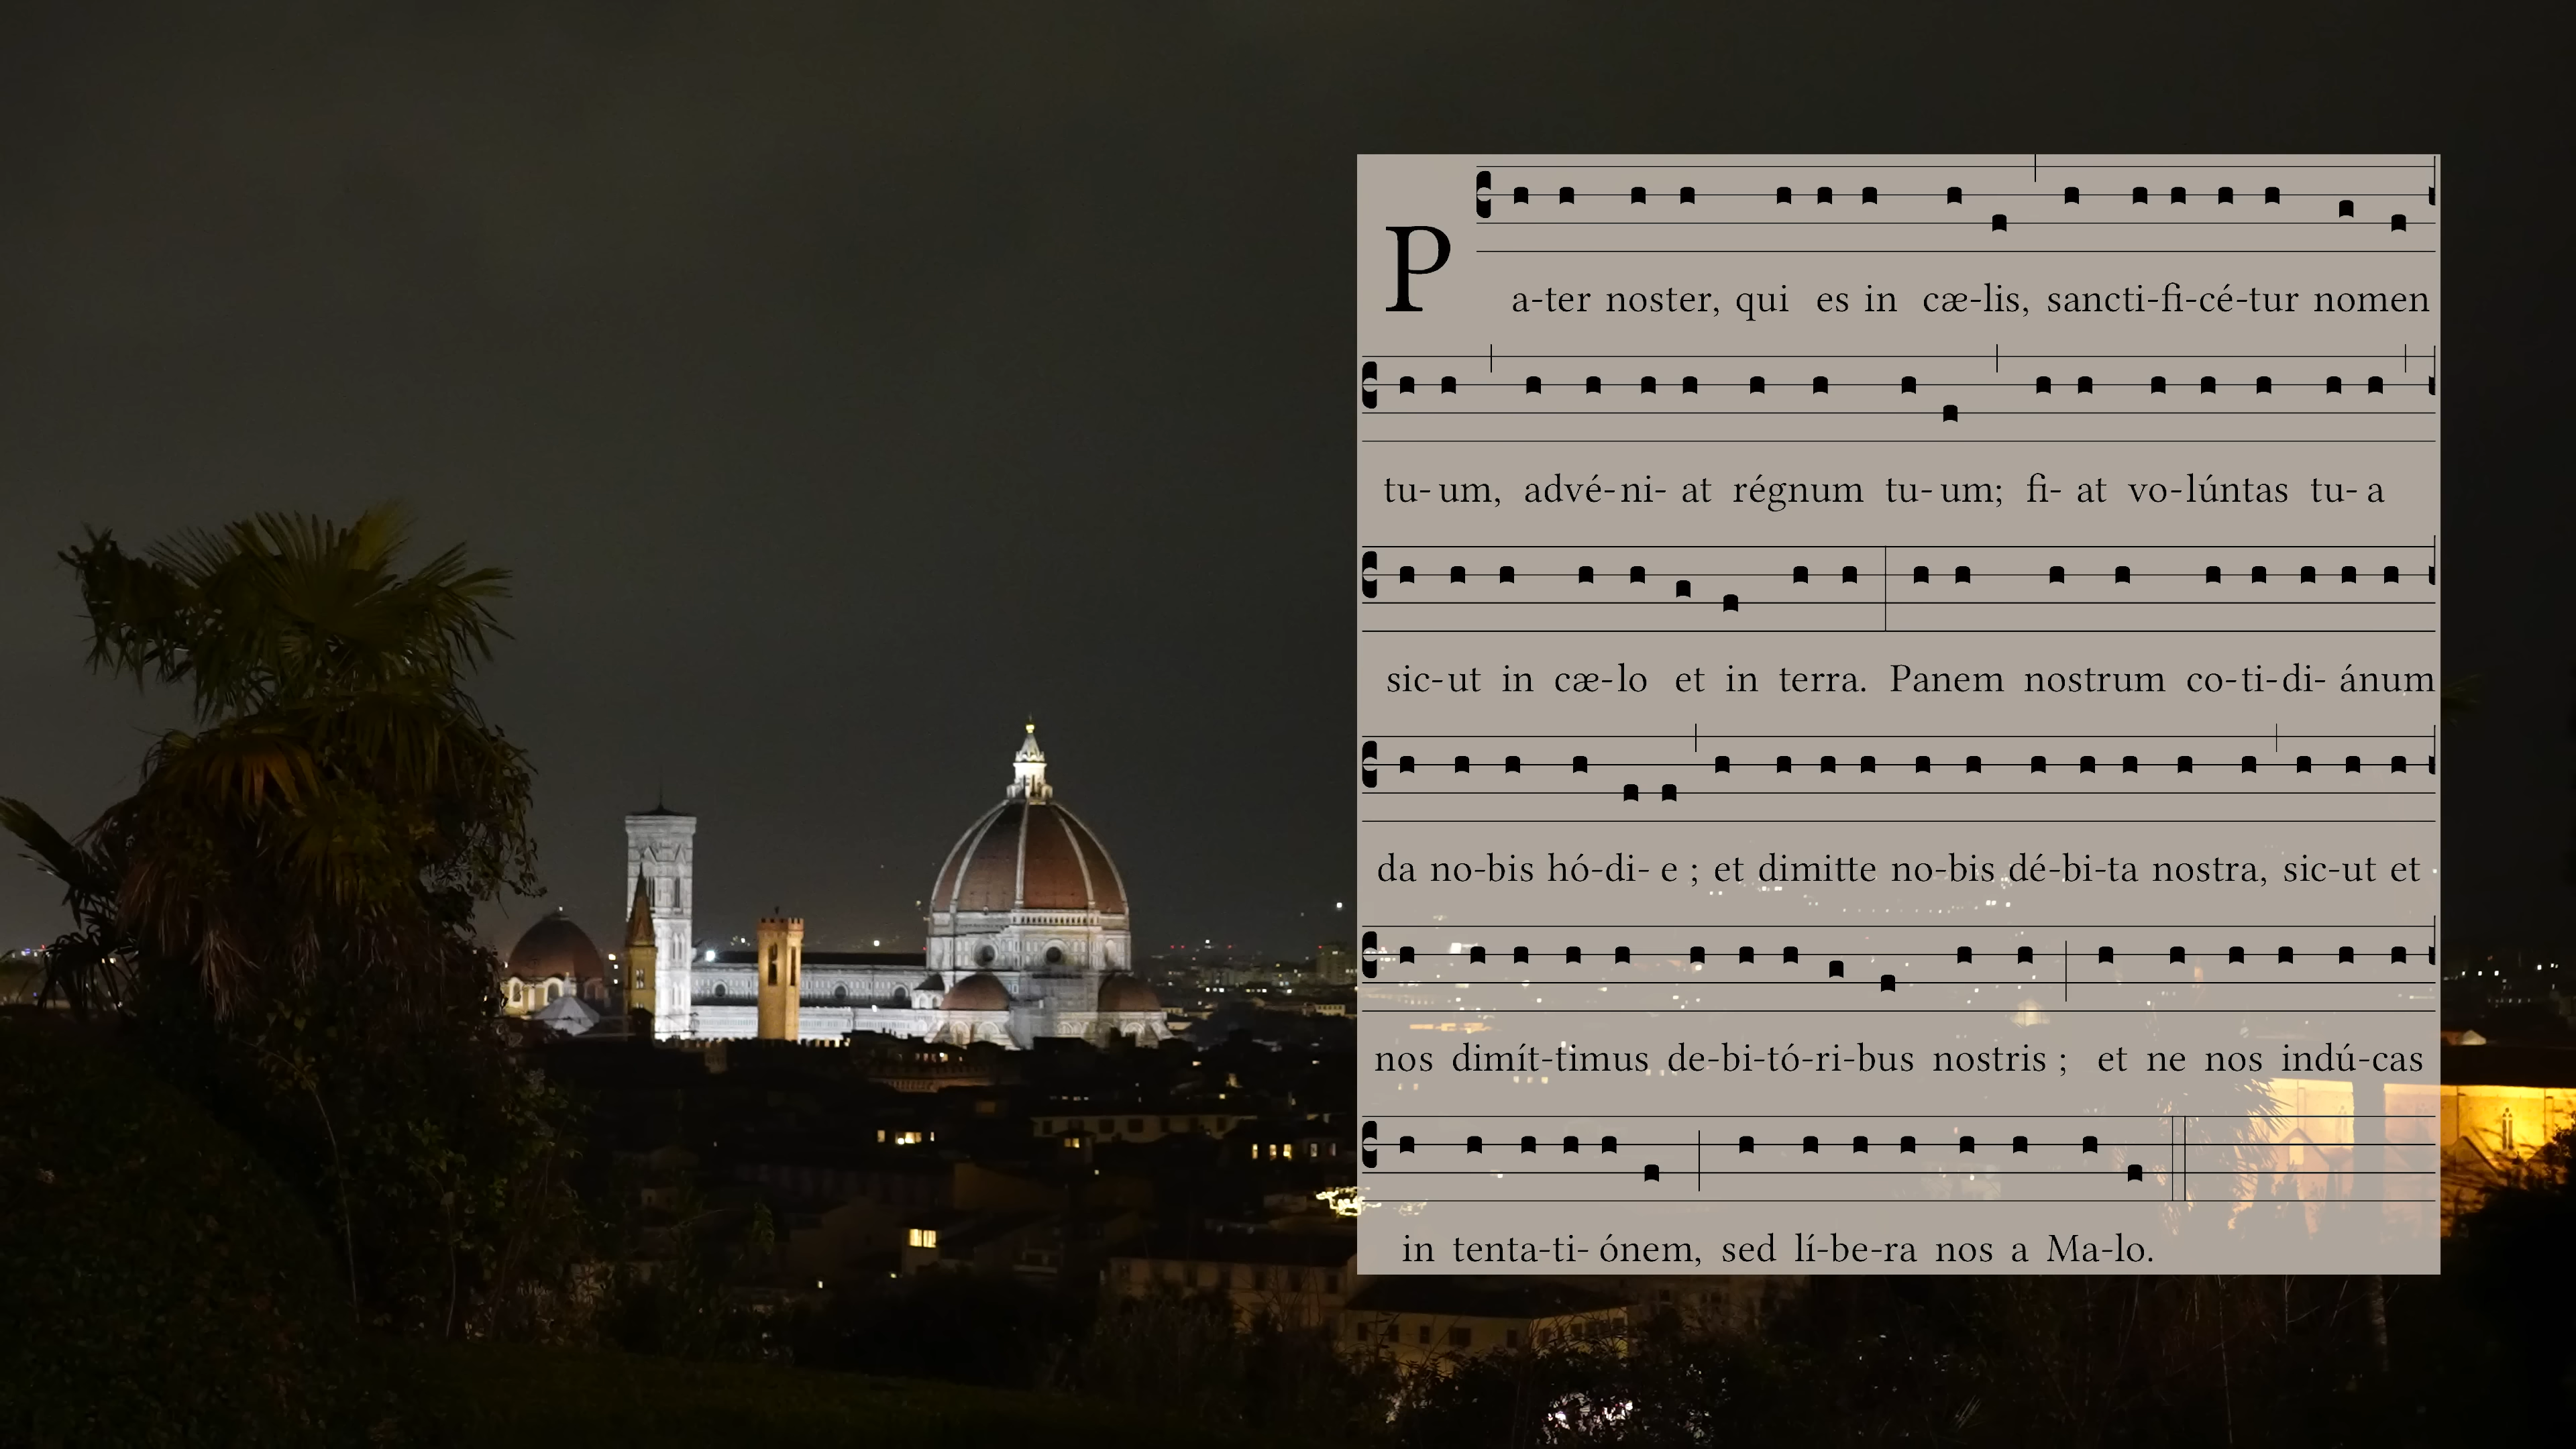 Pa-ter noster, qui es in cæ-lis, sancti-fi-cé-tur nomen
tu-um, advé-ni-at régnum tu-um; fi-at vo-lúntas tu-a
sic-ut in cæ-lo et in terra. Panem nostrum co-ti-di-ánum
da no-bis hó-di-e ; et dimitte no-bis dé-bi-ta nostra, sic-ut et
nos dimít-timus de-bi-tó-ri-bus nostris ; et ne nos indú-cas
in tenta-ti-ónem, sed lí-be-ra nos a Ma-lo.